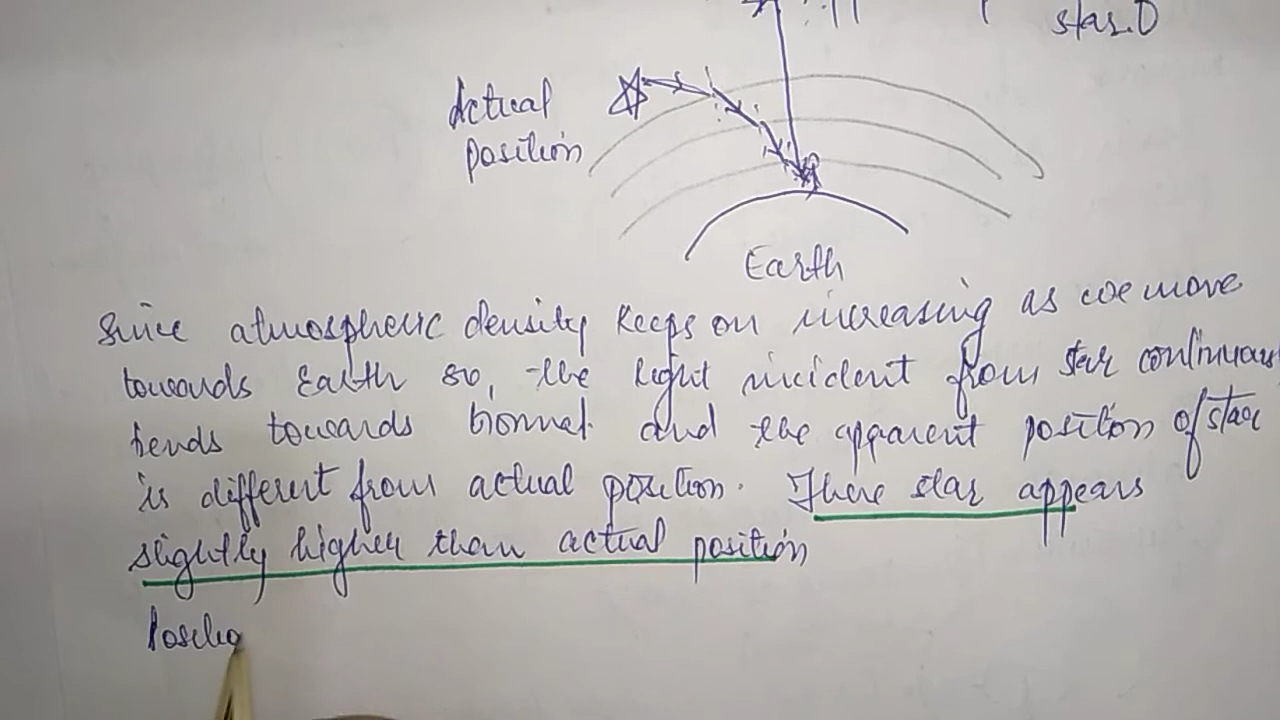 star.
Actual
position
Earth
Since atmospheric density keeps on increasing as we move
towards Earth so, the light incident from star continuous
bends towards normal and the apparent position of star
is different from actual position. There star appears
slightly higher than actual position
Positio